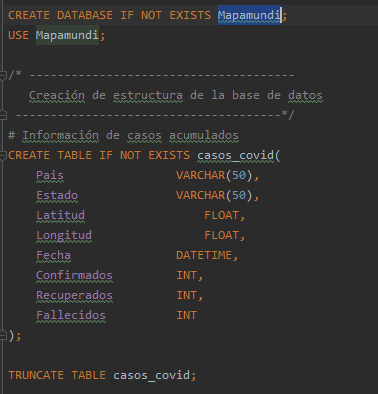 CREATE DATABASE IF NOT EXISTS Mapamundi;
USE Mapamundi;
/* -----------------------------------
Creación de estructura de la base de datos
-----------------------------------*/
# Información de casos acumulados
CREATE TABLE IF NOT EXISTS casos_covid(
Pais VARCHAR(50),
Estado VARCHAR(50),
Latitud FLOAT,
Longitud FLOAT,
Fecha DATETIME,
Confirmados INT,
Recuperados INT,
Fallecidos INT
);
TRUNCATE TABLE casos_covid;